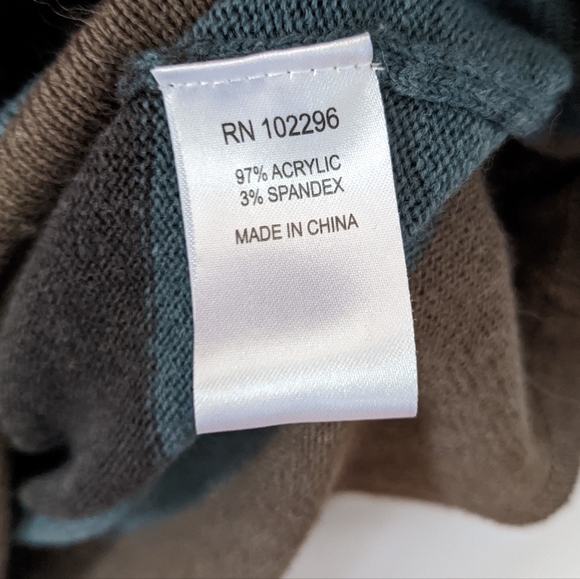 RN 102296
97% ACRYLIC
3% SPANDEX
MADE IN CHINA